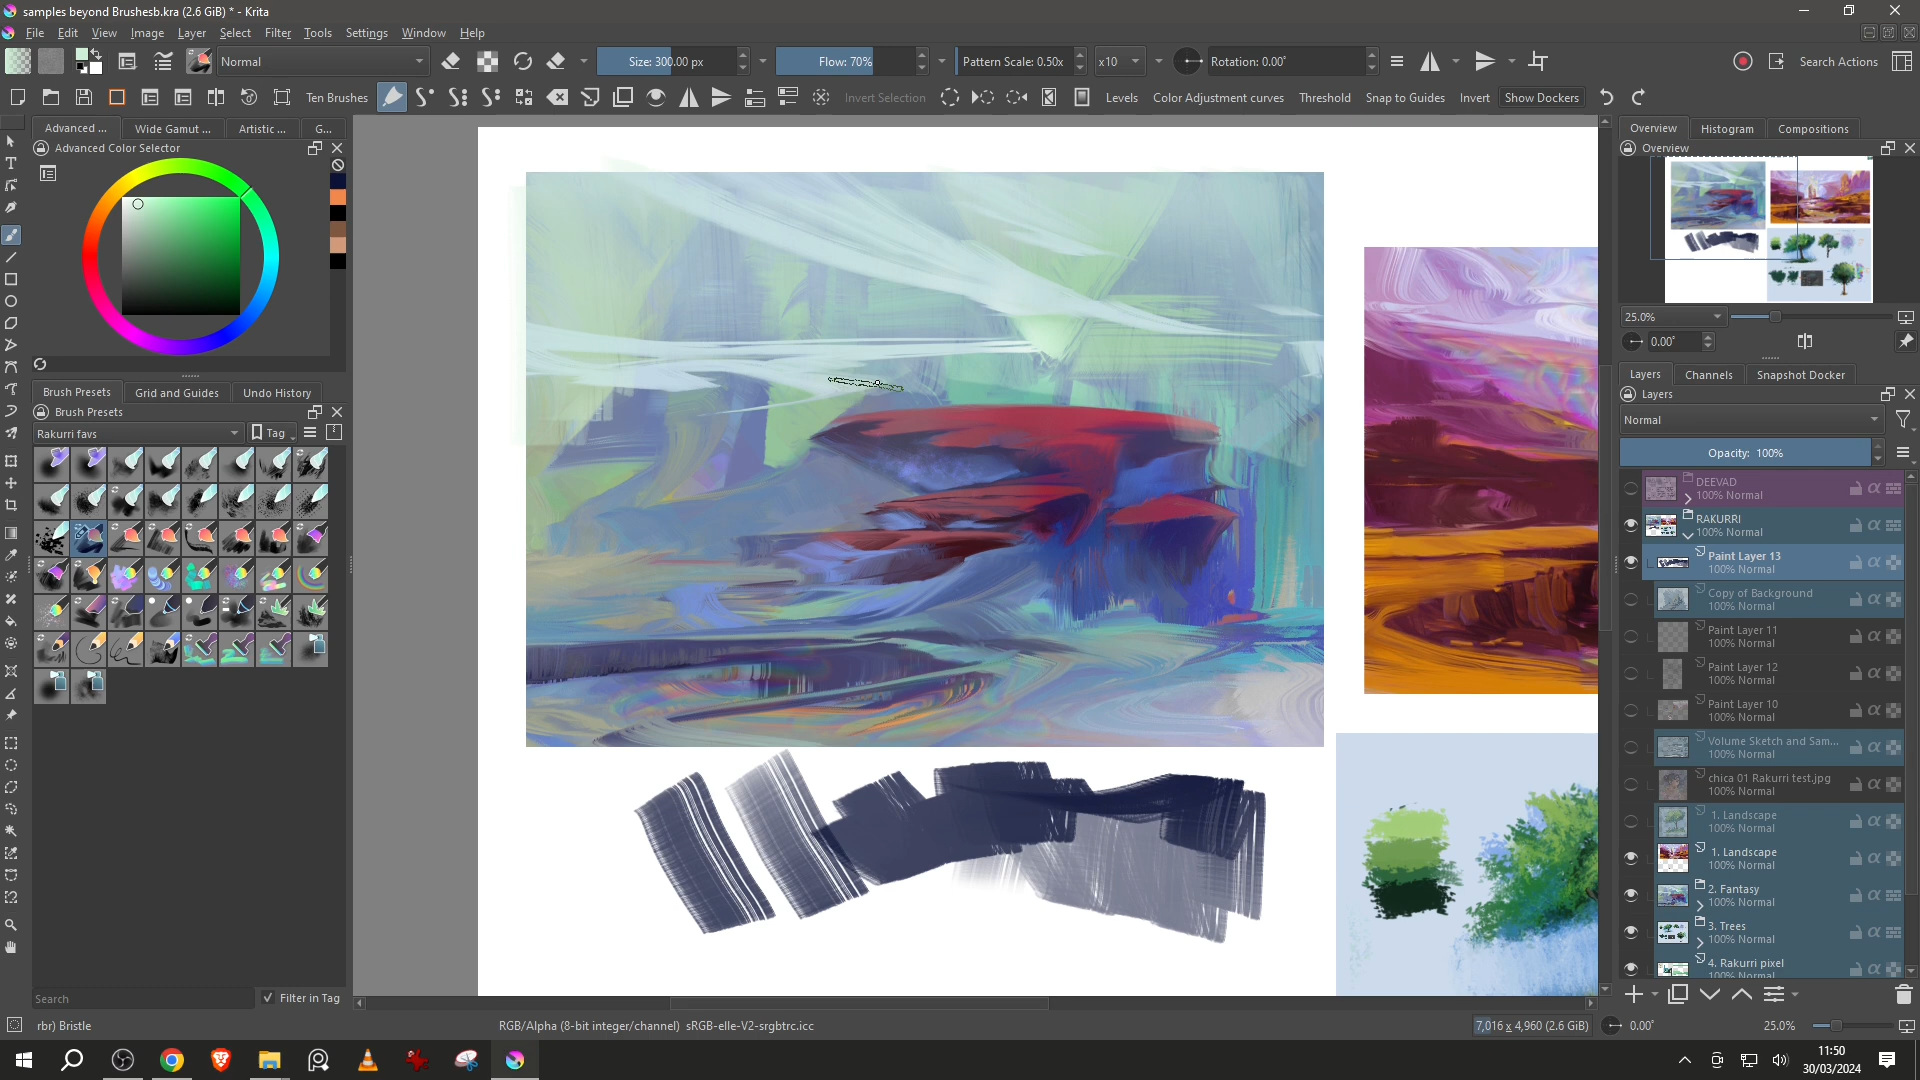 samples beyond Brushesb.kra (2.6 GiB) * - Krita
File Edit View Image Layer Select Filter Tools Settings Window Help
Normal
Size: 300.00 px
Flow: 70%
Pattern Scale: 0.50x
x10
Rotation: 0.00°
Search Actions
Ten Brushes
Invert Selection
Levels
Color Adjustment curves
Threshold
Snap to Guides
Invert
Show Dockers
Advanced ...
Wide Gamut ...
Artistic ...
G...
Advanced Color Selector
Brush Presets
Grid and Guides
Undo History
Brush Presets
Rakurri favs
Tag
Search
Filter in Tag
Overview
Histogram
Compositions
Overview
25.0%
0.00°
Layers
Channels
Snapshot Docker
Layers
Normal
Opacity: 100%
DEEVAD
100% Normal
RAKURRI
100% Normal
Paint Layer 13
100% Normal
Copy of Background
100% Normal
Paint Layer 11
100% Normal
Paint Layer 12
100% Normal
Paint Layer 10
100% Normal
Volume Sketch and Sam...
100% Normal
chica 01 Rakurri test.jpg
100% Normal
1. Landscape
100% Normal
1. Landscape
100% Normal
2. Fantasy
100% Normal
3. Trees
100% Normal
4. Rakurri pixel
100% Normal
rbr) Bristle
RGB/Alpha (8-bit integer/channel) sRGB-elle-V2-srgbtrc.icc
7,016 x 4,960 (2.6 GiB)
0.00°
25.0%
11:50
30/03/2024